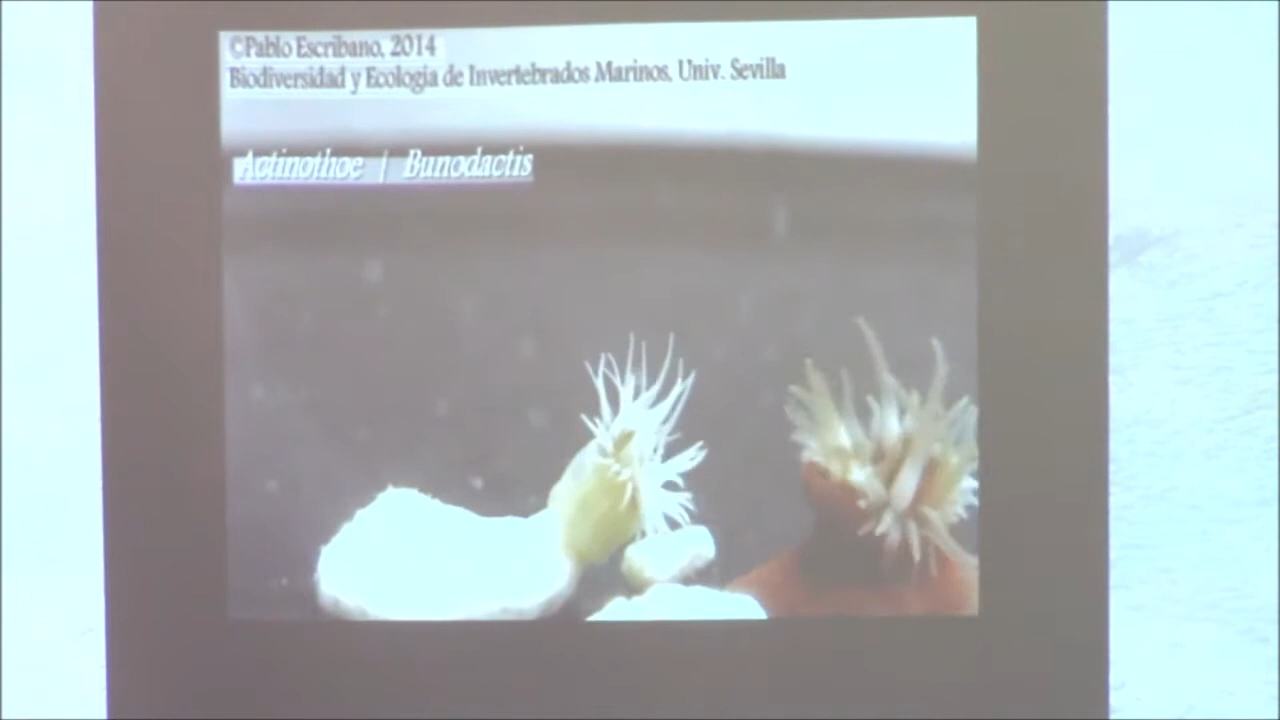 ©Pablo Escribano, 2014
Biodiversidad y Ecología de Invertebrados Marinos, Univ. Sevilla
Actinothoe | Bunodactis